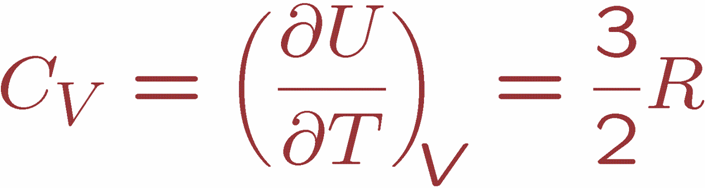 C_V = (∂U/∂T)_V = 3/2 R